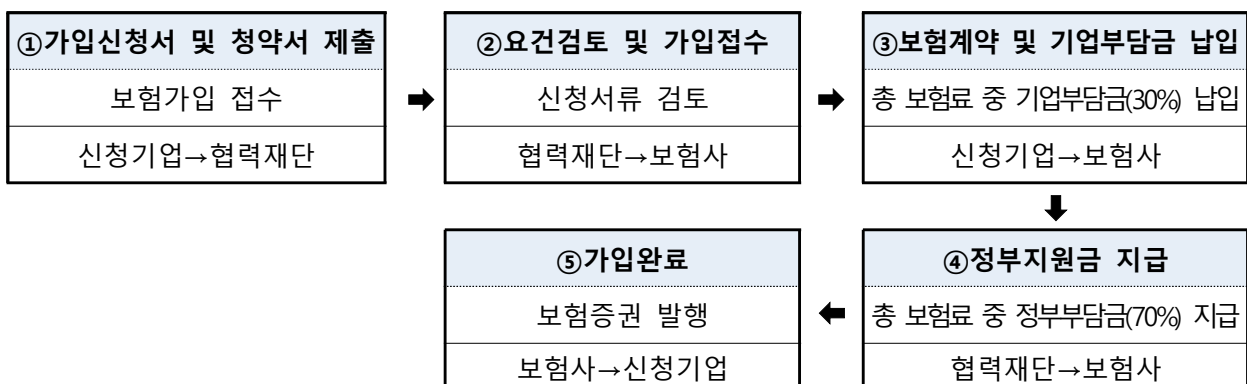 ①가입신청서 및 청약서 제출
보험가입 접수
신청기업→협력재단
②요건검토 및 가입접수
신청서류 검토
협력재단→보험사
③보험계약 및 기업부담금 납입
총 보험료 중 기업부담금(30%) 납입
신청기업→보험사
④정부지원금 지급
총 보험료 중 정부부담금(70%) 지급
협력재단→보험사
⑤가입완료
보험증권 발행
보험사→신청기업